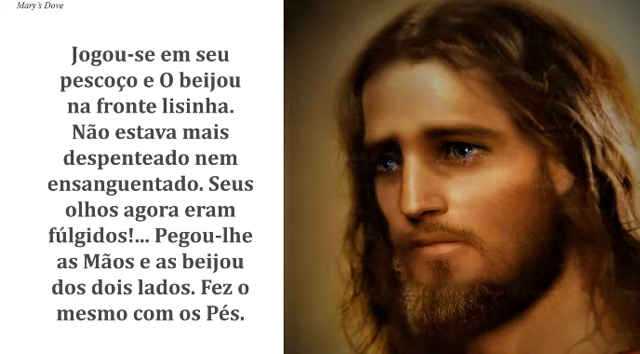 Mary's Dove
Jogou-se em seu
pescoço e O beijou
na fronte lisinha.
Não estava mais
despenteado nem
ensanguentado. Seus
olhos agora eram
fúlgidos!... Pegou-lhe
as Mãos e as beijou
dos dois lados. Fez o
mesmo com os Pés.